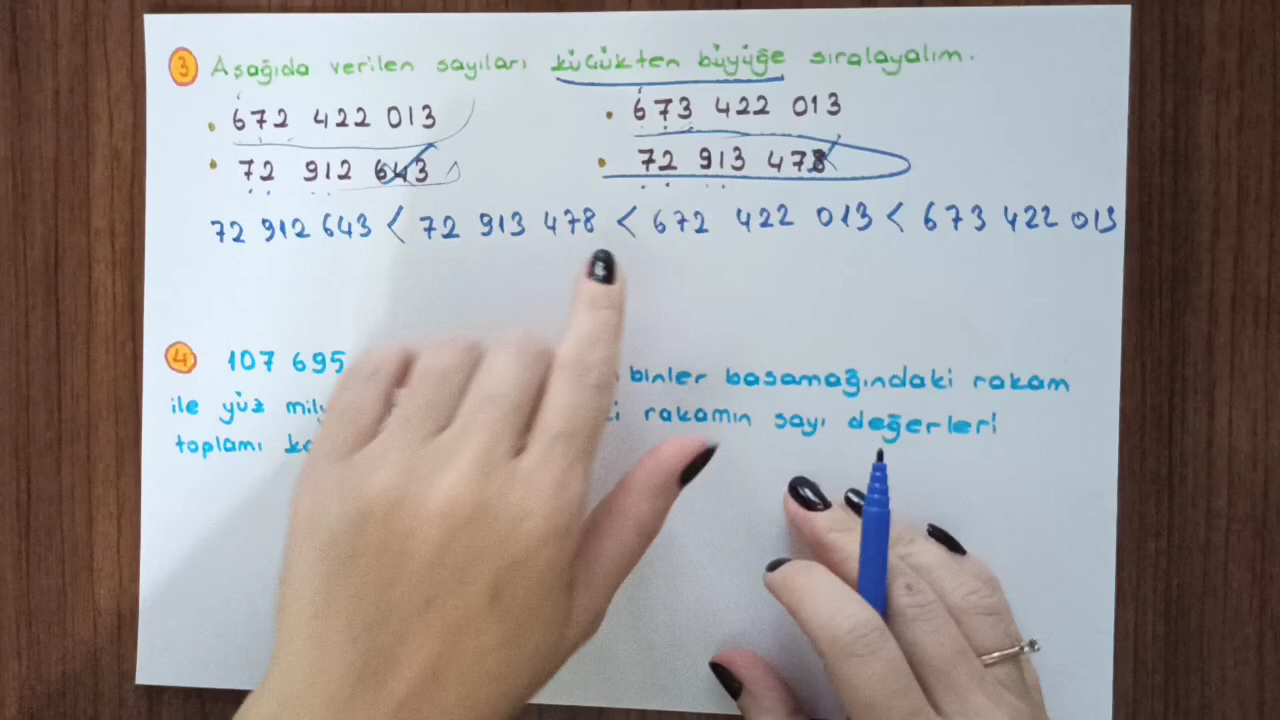 3 Aşağıda verilen sayıları küçükten büyüğe sıralayalım.
• 672 422 013 • 673 422 013
• 72 912 643 • 72 913 478
72 912 643 < 72 913 478 < 672 422 013 < 673 422 013
4 107 695 binler basamağındaki rakam
ile yüz rakamın sayı değerleri
toplamı